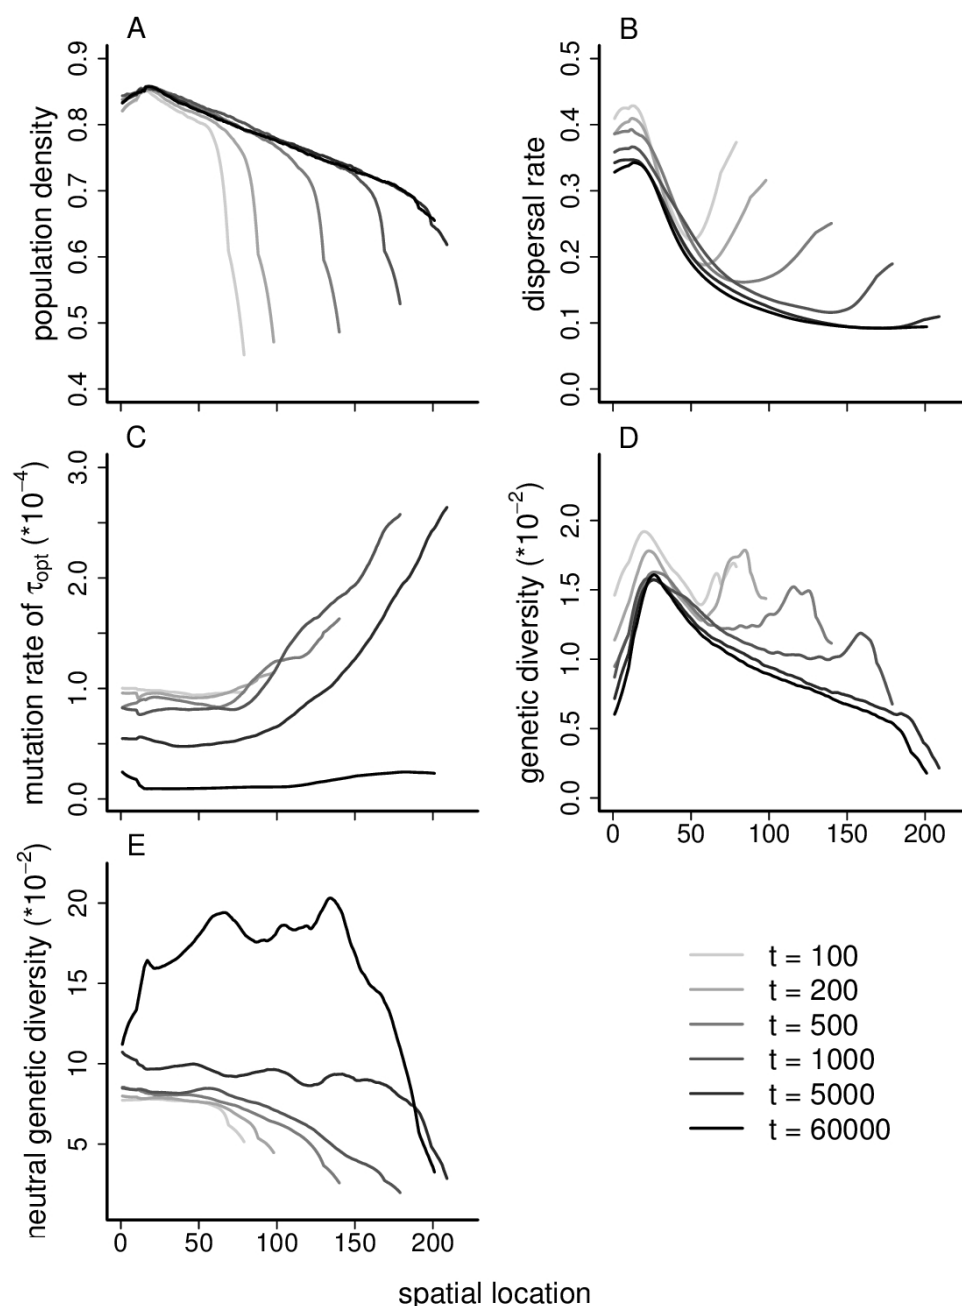 A
population density
0.9
0.8
0.7
0.6
0.5
0.4
B
dispersal rate
0.5
0.4
0.3
0.2
0.1
0.0
C
mutation rate of τopt (*10−4)
3.0
2.0
1.0
0.0
D
genetic diversity (*10−2)
2.0
1.5
1.0
0.5
0.0
0 50 100 150 200
E
neutral genetic diversity (*10−2)
20
15
10
5
0 50 100 150 200
t = 100
t = 200
t = 500
t = 1000
t = 5000
t = 60000
spatial location